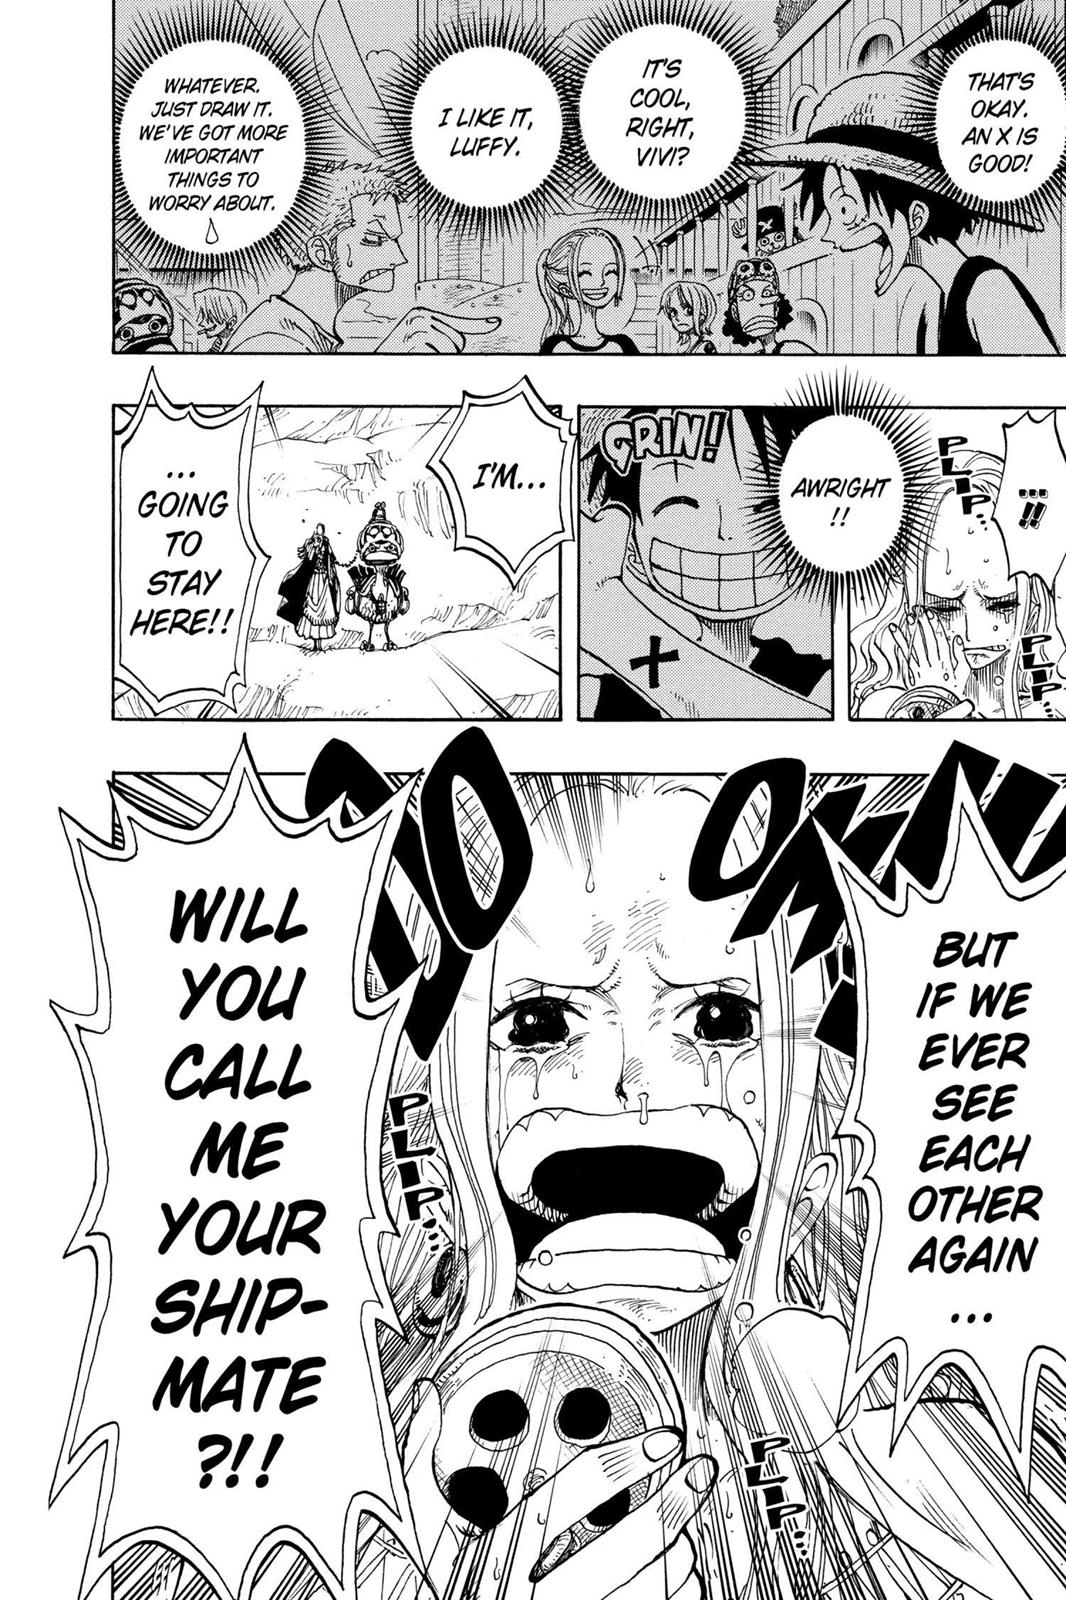 THAT'S
OKAY.
AN X IS
GOOD!
IT'S
COOL,
RIGHT,
VIVI?
I LIKE IT,
LUFFY.
WHATEVER.
JUST DRAW IT.
WE'VE GOT MORE
IMPORTANT
THINGS TO
WORRY ABOUT.
...!!
PLIP...
PLIP...
AWRIGHT
!!
GRIN!
I'M...
...
GOING
TO
STAY
HERE!!
BUT
IF WE
EVER
SEE
EACH
OTHER
AGAIN
...
PLIP...
PLIP...
WILL
YOU
CALL
ME
YOUR
SHIP-
MATE
?!!